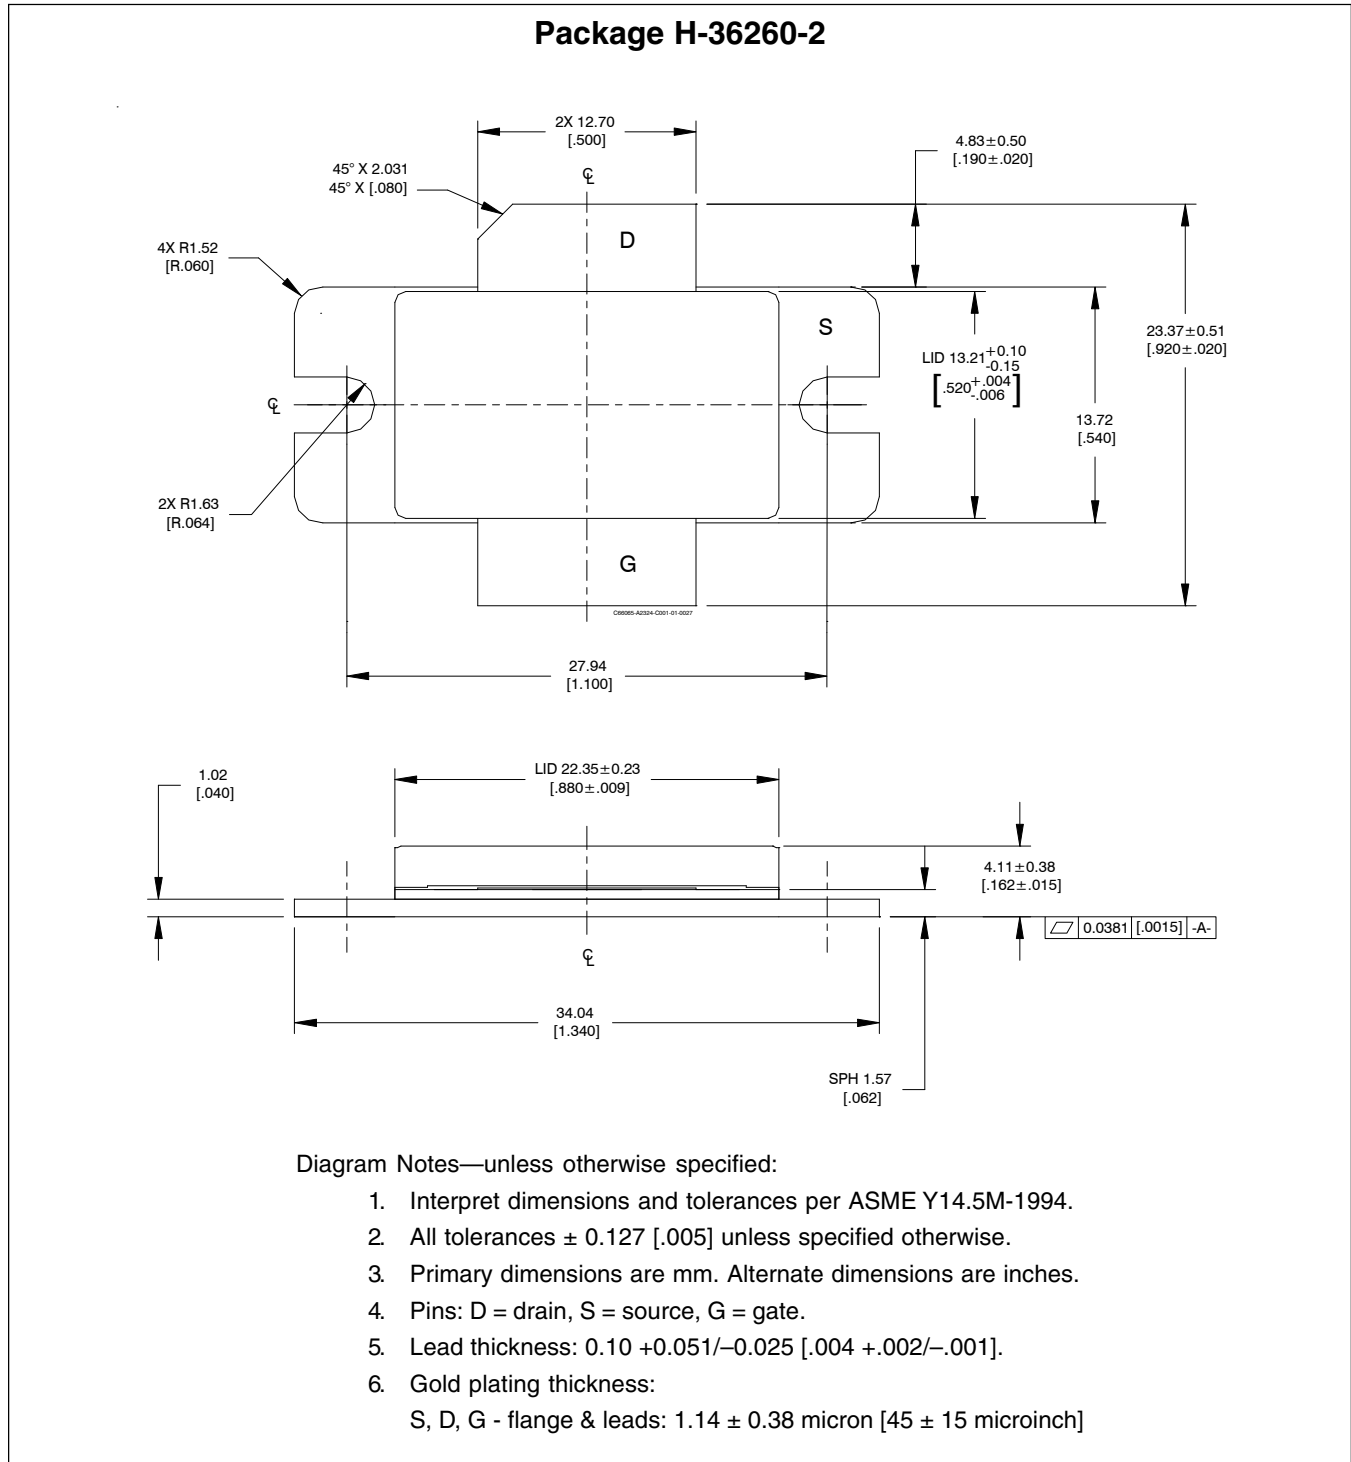 Package H-36260-2
2X 12.70
[.500]
4.83±0.50
[.190±.020]
45° X 2.031
45° X [.080]
℄
D
4X R1.52
[R.060]
S
23.37±0.51
[.920±.020]
LID 13.21+0.10
-0.15
[.520+.004
-.006]
℄
13.72
[.540]
2X R1.63
[R.064]
G
C66065-A2324-C001-01-0027
27.94
[1.100]
LID 22.35±0.23
[.880±.009]
1.02
[.040]
4.11±0.38
[.162±.015]
⏥ 0.0381 [.0015] -A-
℄
34.04
[1.340]
SPH 1.57
[.062]
Diagram Notes—unless otherwise specified:
1. Interpret dimensions and tolerances per ASME Y14.5M-1994.
2. All tolerances ± 0.127 [.005] unless specified otherwise.
3. Primary dimensions are mm. Alternate dimensions are inches.
4. Pins: D = drain, S = source, G = gate.
5. Lead thickness: 0.10 +0.051/–0.025 [.004 +.002/–.001].
6. Gold plating thickness:
S, D, G - flange & leads: 1.14 ± 0.38 micron [45 ± 15 microinch]